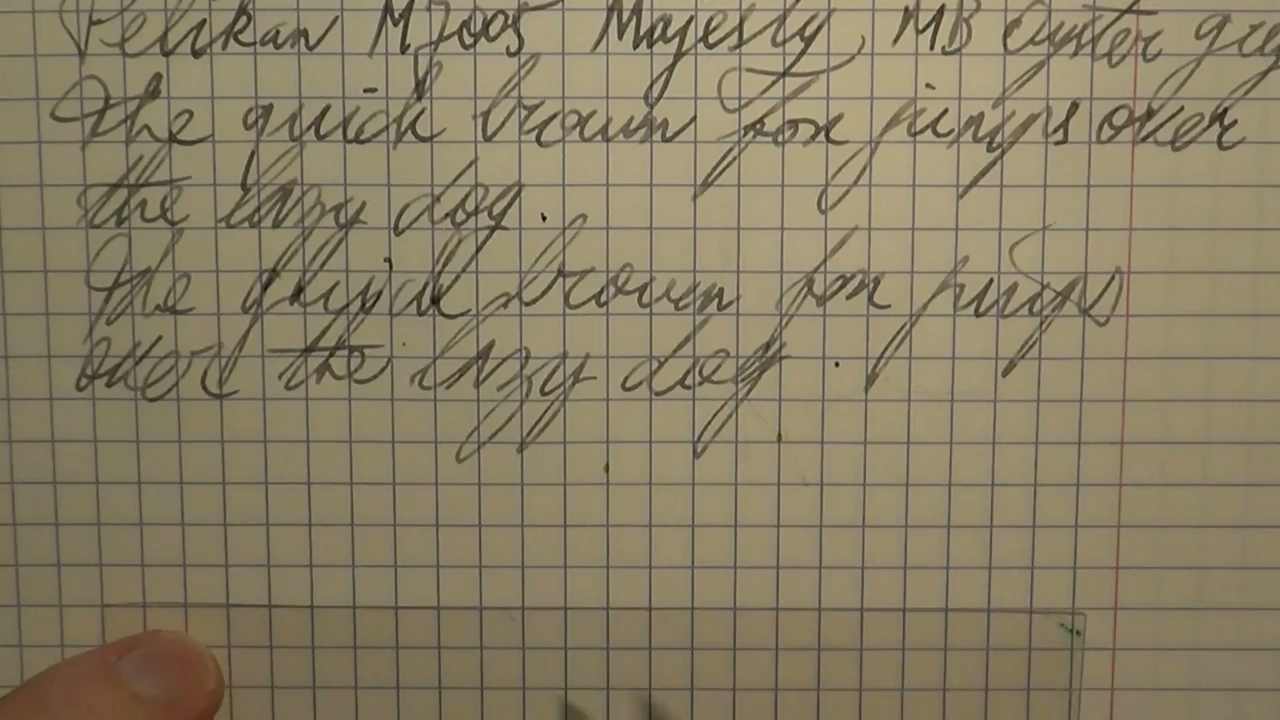 Pelikan M7005 Majesty, MB Oyster grey
The quick brown fox jumps over
the lazy dog.
The quick brown fox jumps
over the lazy dog.